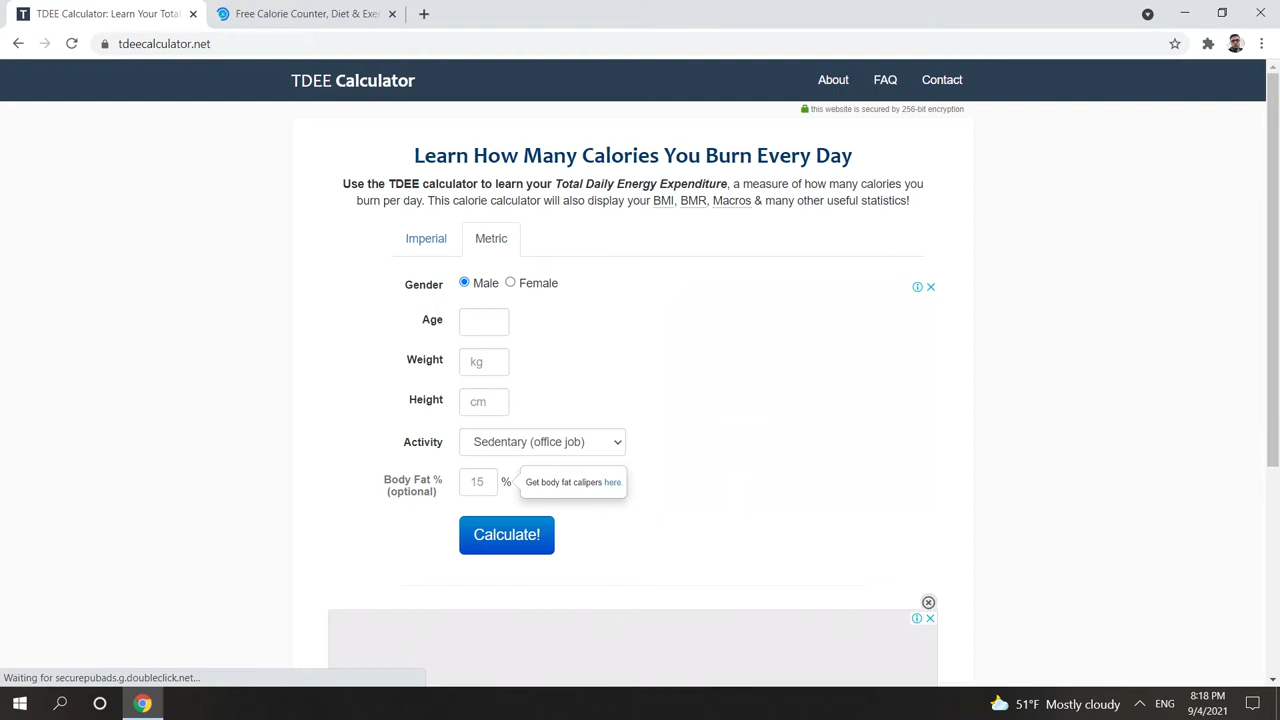 TDEE Calculator: Learn Your Total
Free Calorie Counter, Diet & Exer
tdeecalculator.net
TDEE Calculator
About
FAQ
Contact
this website is secured by 256-bit encryption
Learn How Many Calories You Burn Every Day
Use the TDEE calculator to learn your Total Daily Energy Expenditure, a measure of how many calories you
burn per day. This calorie calculator will also display your BMI, BMR, Macros & many other useful statistics!
Imperial
Metric
Gender
Male
Female
Age
Weight
kg
Height
cm
Activity
Sedentary (office job)
Body Fat %
(optional)
15
%
Get body fat calipers here.
Calculate!
Waiting for securepubads.g.doubleclick.net...
51°F Mostly cloudy
ENG
8:18 PM
9/4/2021